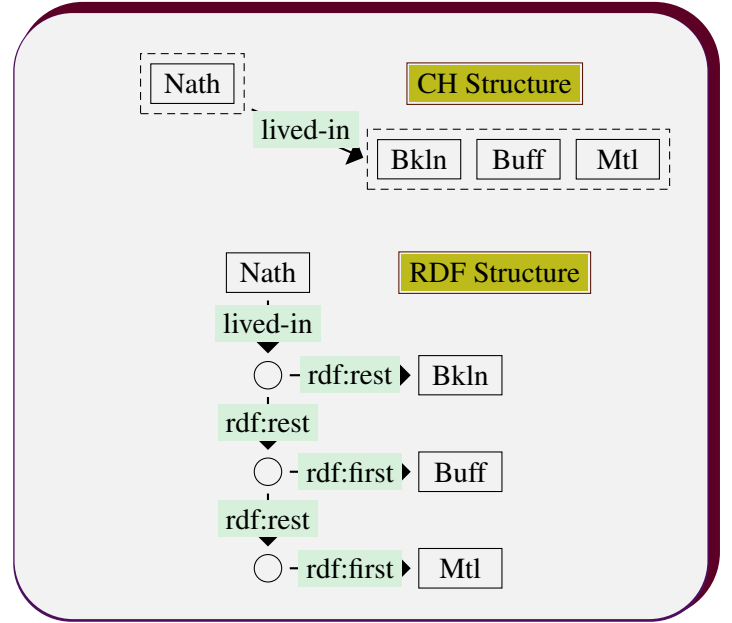 Nath
CH Structure
lived-in
Bkln Buff Mtl
Nath
RDF Structure
lived-in
rdf:rest Bkln
rdf:rest
rdf:first Buff
rdf:rest
rdf:first Mtl